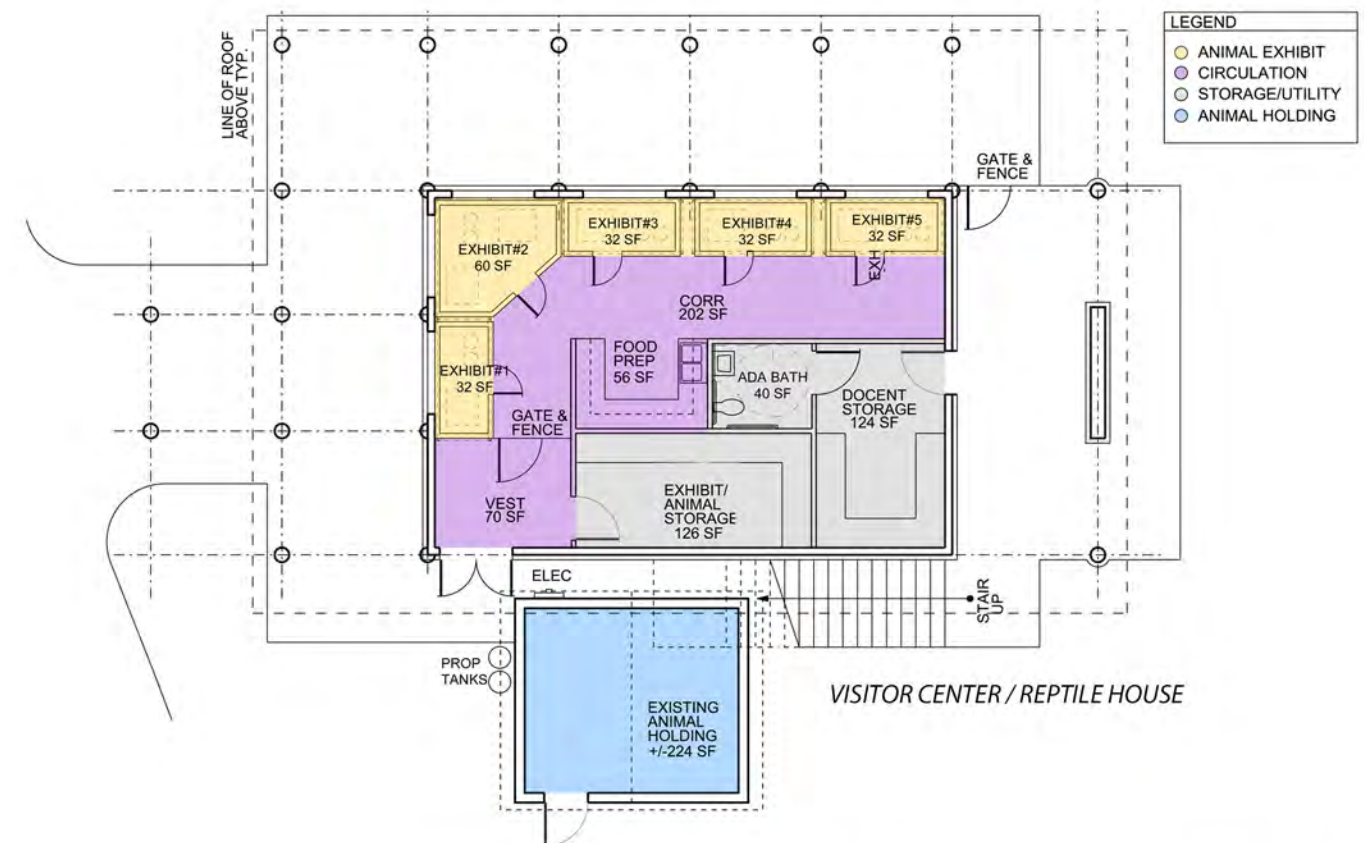 LEGEND
ANIMAL EXHIBIT
CIRCULATION
STORAGE/UTILITY
ANIMAL HOLDING
LINE OF ROOF
ABOVE TYP.
GATE &
FENCE
EXHIBIT#2
60 SF
EXHIBIT#3
32 SF
EXHIBIT#4
32 SF
EXHIBIT#5
32 SF
EXH
CORR
202 SF
EXHIBIT#1
32 SF
FOOD
PREP
56 SF
ADA BATH
40 SF
DOCENT
STORAGE
124 SF
GATE &
FENCE
VEST
70 SF
EXHIBIT/
ANIMAL
STORAGE
126 SF
ELEC
STAIR
UP
PROP
TANKS
EXISTING
ANIMAL
HOLDING
+/-224 SF
VISITOR CENTER / REPTILE HOUSE